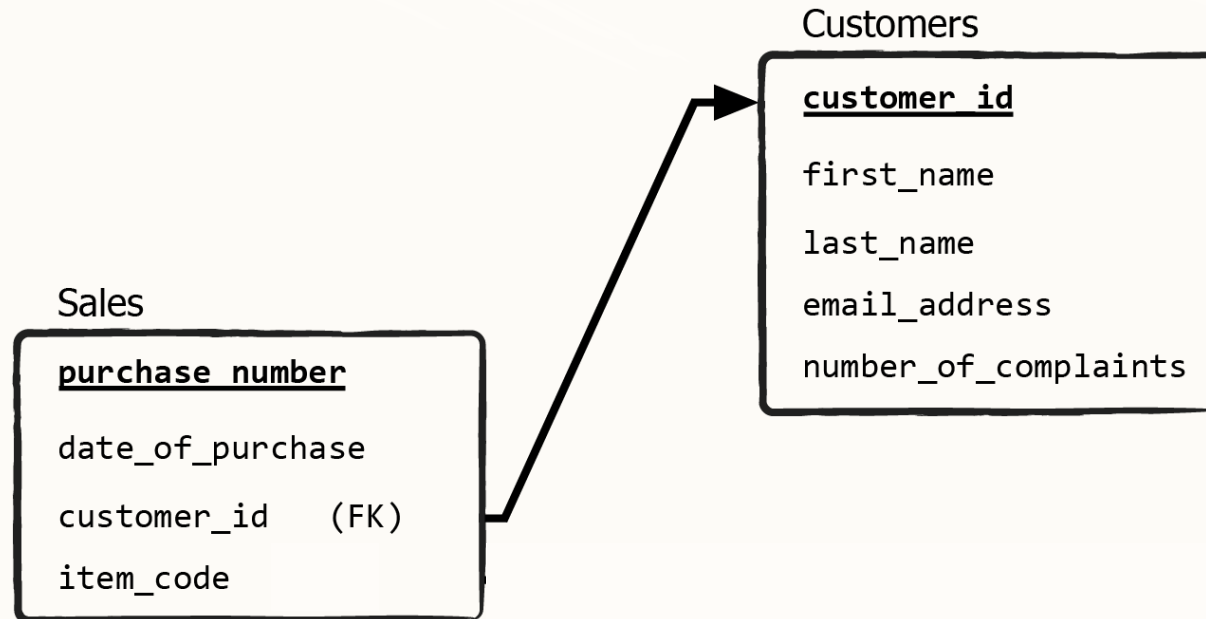 Customers
customer_id
first_name
last_name
email_address
number_of_complaints
Sales
purchase_number
date_of_purchase
customer_id (FK)
item_code